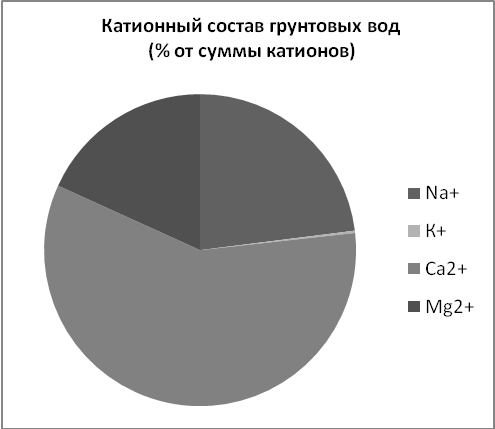 Катионный состав грунтовых вод
(% от суммы катионов)
Na+
К+
Ca2+
Mg2+